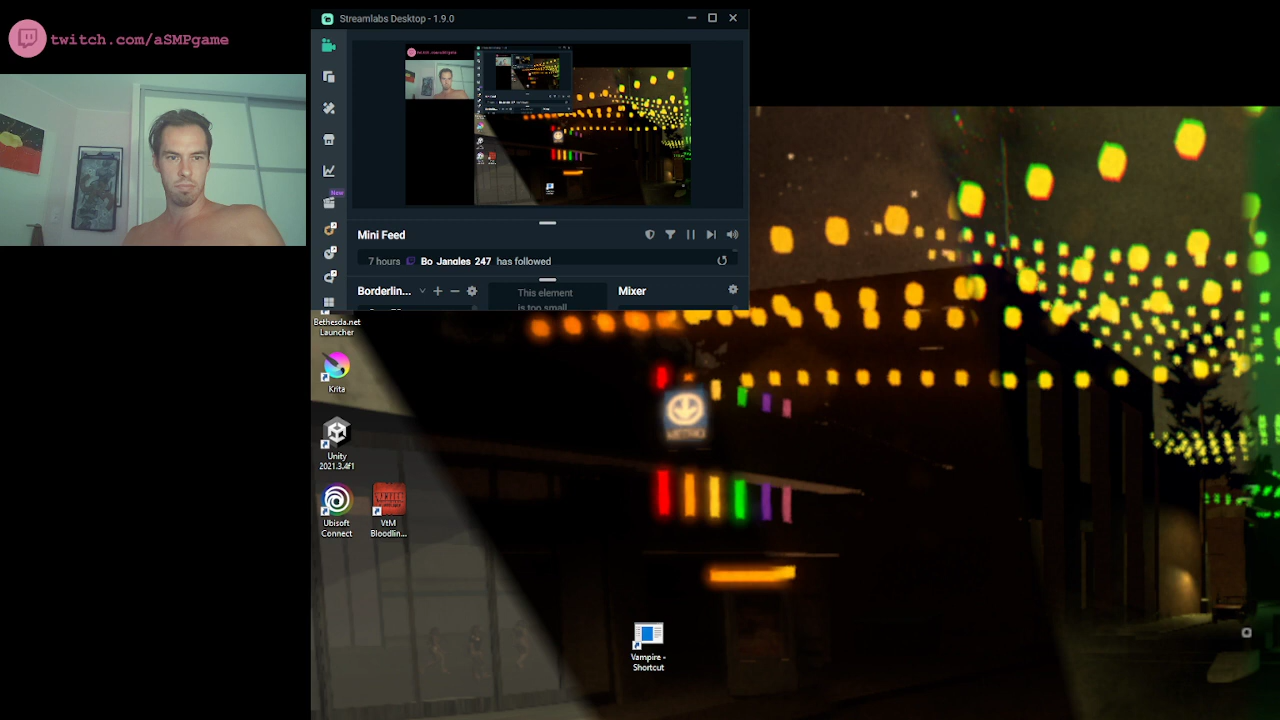 twitch.com/aSMPgame
Streamlabs Desktop - 1.9.0
New
Mini Feed
7 hours Bo Jangles 247 has followed
Borderlin...
This element
is too small
Mixer
Bethesda.net
Launcher
Krita
Unity
2021.3.4f1
Ubisoft
Connect
VtM
Bloodlin...
METRO
Vampire -
Shortcut